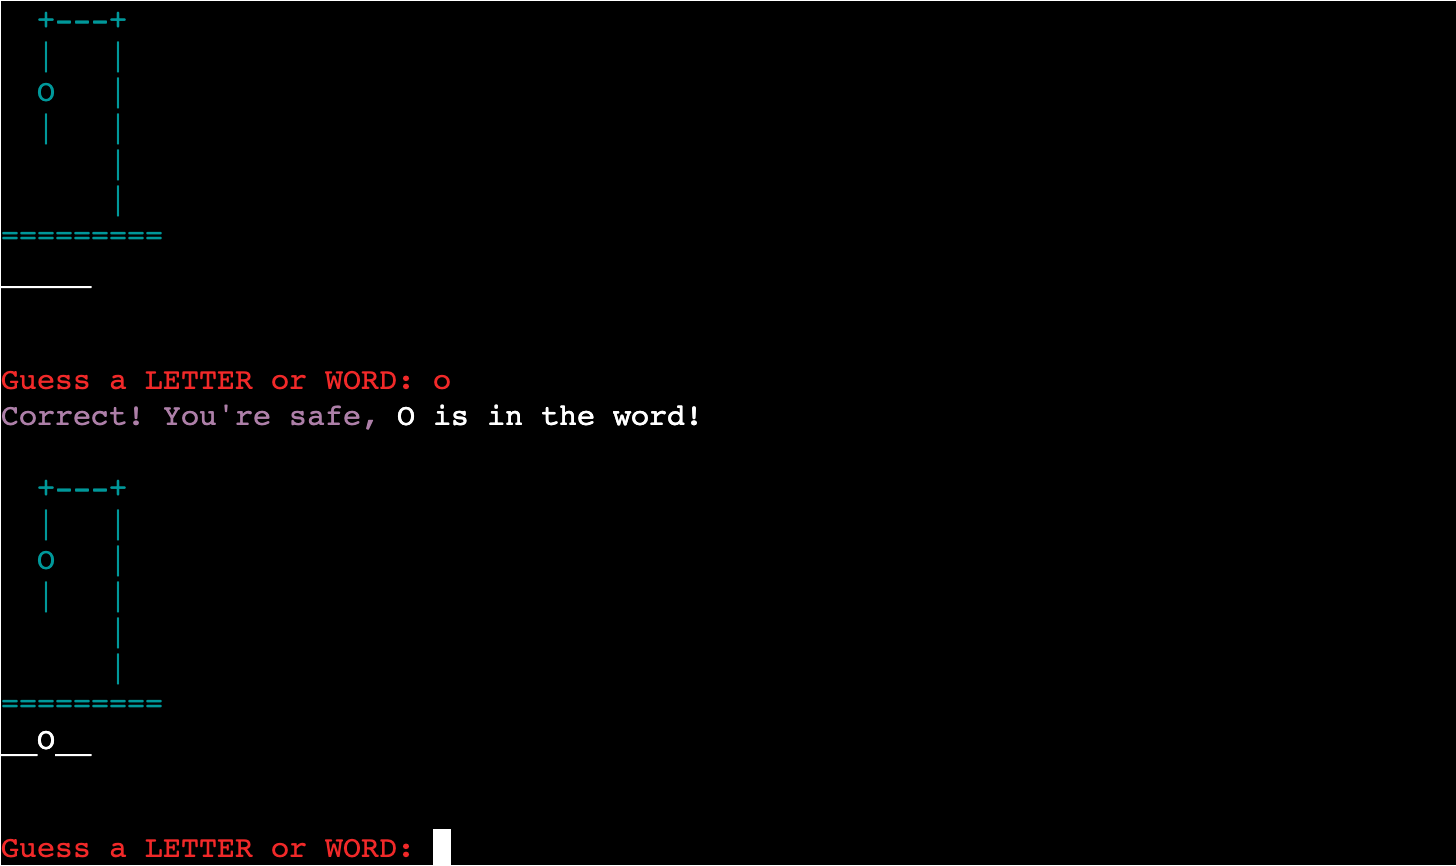 +---+
  |   |
  O   |
  |   |
      |
      |
=========
_____
Guess a LETTER or WORD: o
Correct! You're safe, O is in the word!
  +---+
  |   |
  O   |
  |   |
      |
      |
=========
__O__
Guess a LETTER or WORD: